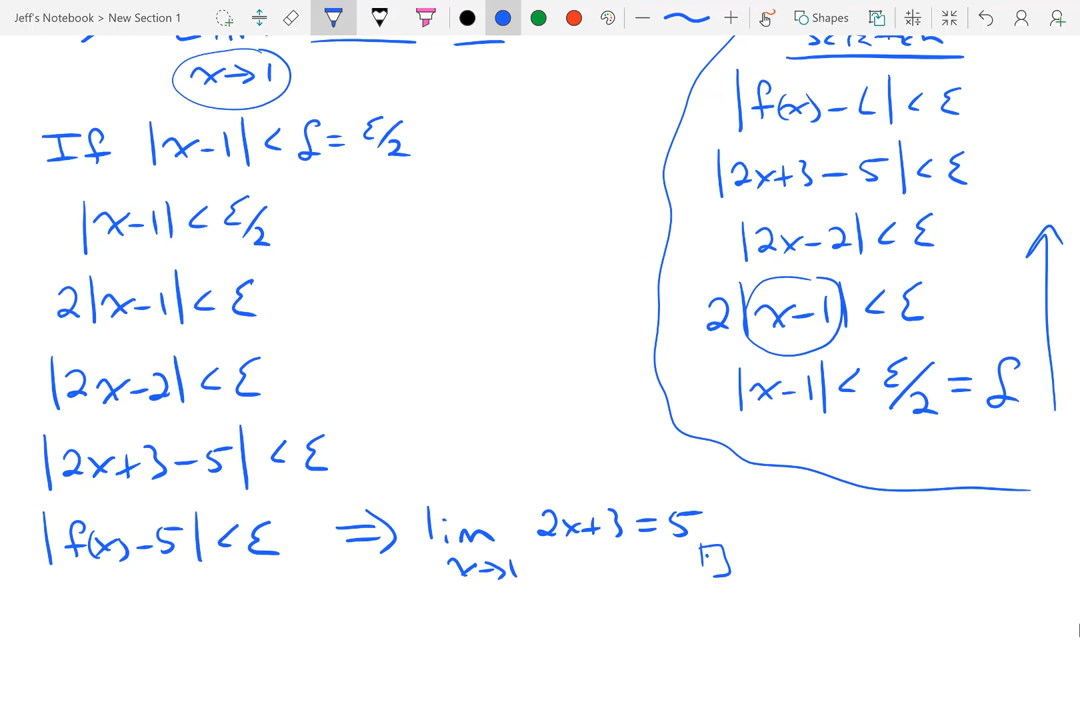 Jeff's Notebook > New Section 1
Shapes
x→1
If |x-1| < δ = ε/2
|x-1| < ε/2
2|x-1| < ε
|2x-2| < ε
|2x+3-5| < ε
|f(x)-5| < ε ⇒ lim 2x+3 = 5
x→1
|f(x)-L| < ε
|2x+3-5| < ε
|2x-2| < ε
2|x-1| < ε
|x-1| < ε/2 = δ